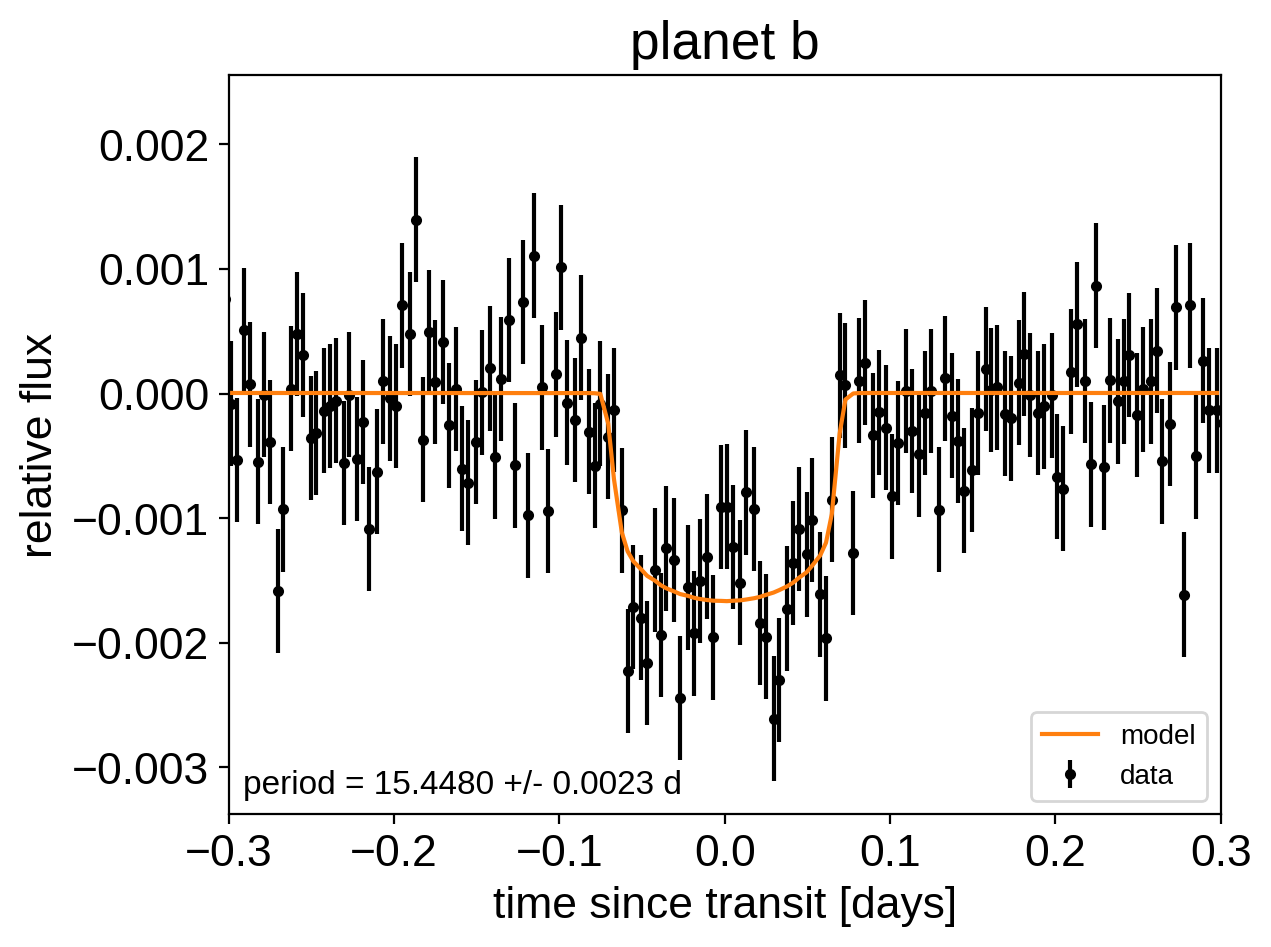 planet b
relative flux
0.002
0.001
0.000
−0.001
−0.002
−0.003
period = 15.4480 +/- 0.0023 d
model
data
−0.3
−0.2
−0.1
0.0
0.1
0.2
0.3
time since transit [days]